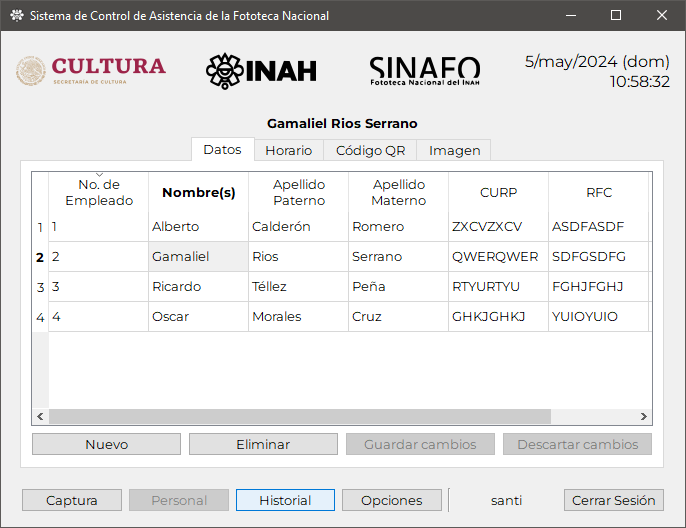 Sistema de Control de Asistencia de la Fototeca Nacional
CULTURA
SECRETARÍA DE CULTURA
INAH
SINAFO
Fototeca Nacional del INAH
5/may/2024 (dom)
10:58:32
Gamaliel Rios Serrano
Datos Horario Código QR Imagen
No. de Empleado Nombre(s) Apellido Paterno Apellido Materno CURP RFC
1 1 Alberto Calderón Romero ZXCVZXCV ASDFASDF
2 2 Gamaliel Rios Serrano QWERQWER SDFGSDFG
3 3 Ricardo Téllez Peña RTYURTYU FGHJFGHJ
4 4 Oscar Morales Cruz GHKJGHKJ YUIOYUIO
Nuevo Eliminar Guardar cambios Descartar cambios
Captura Personal Historial Opciones santi Cerrar Sesión